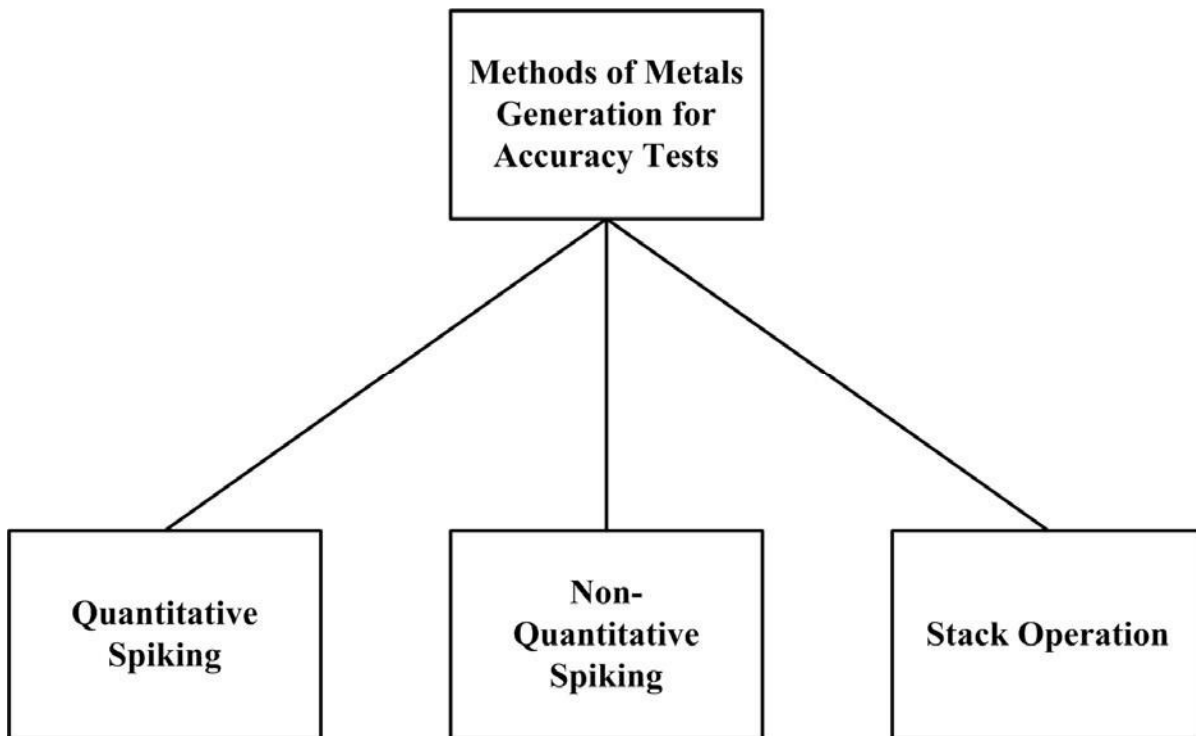 Methods of Metals
Generation for
Accuracy Tests
Quantitative
Spiking
Non-
Quantitative
Spiking
Stack Operation